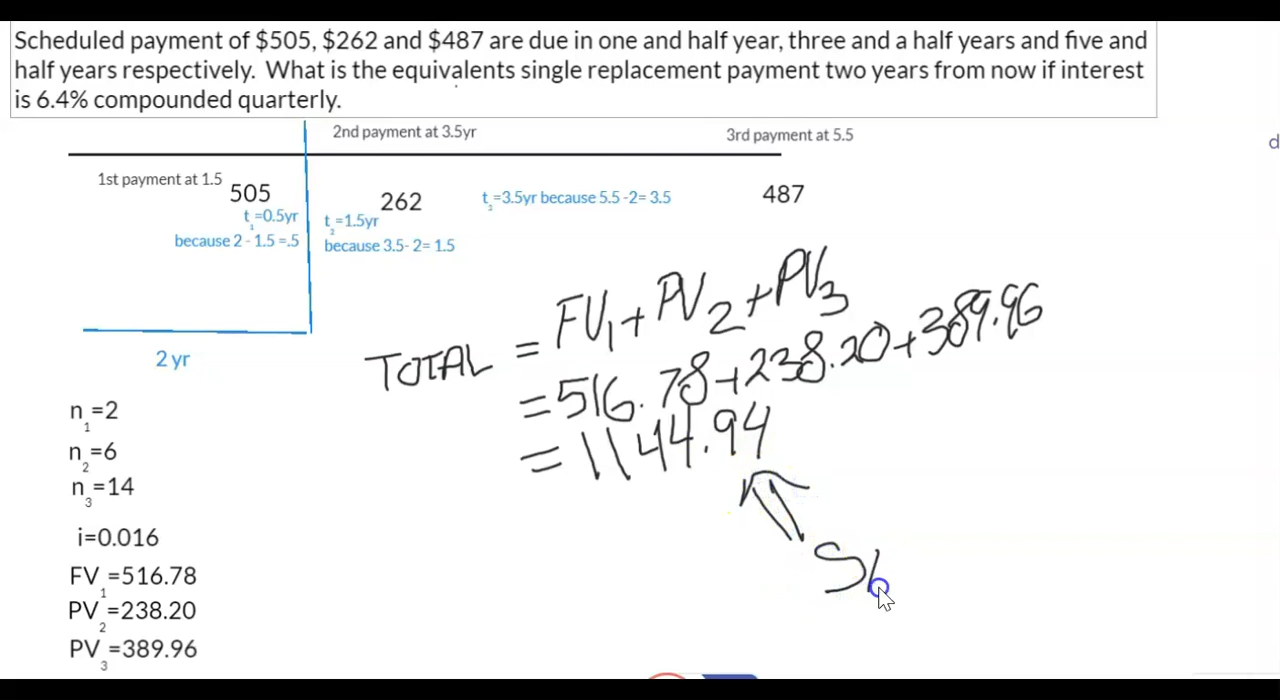 Scheduled payment of $505, $262 and $487 are due in one and half year, three and a half years and five and
half years respectively. What is the equivalents single replacement payment two years from now if interest
is 6.4% compounded quarterly.
2nd payment at 3.5yr
3rd payment at 5.5
d
1st payment at 1.5
505
262
t₁=3.5yr because 5.5 -2= 3.5
487
t₁=0.5yr
because 2 - 1.5 =.5
t₂=1.5yr
because 3.5- 2= 1.5
TOTAL = FV₁+PV₂+PV₃
=516.78+238.20+389.96
=1144.94
2 yr
n₁=2
n₂=6
n₃=14
i=0.016
FV₁=516.78
PV₂=238.20
PV₃=389.96